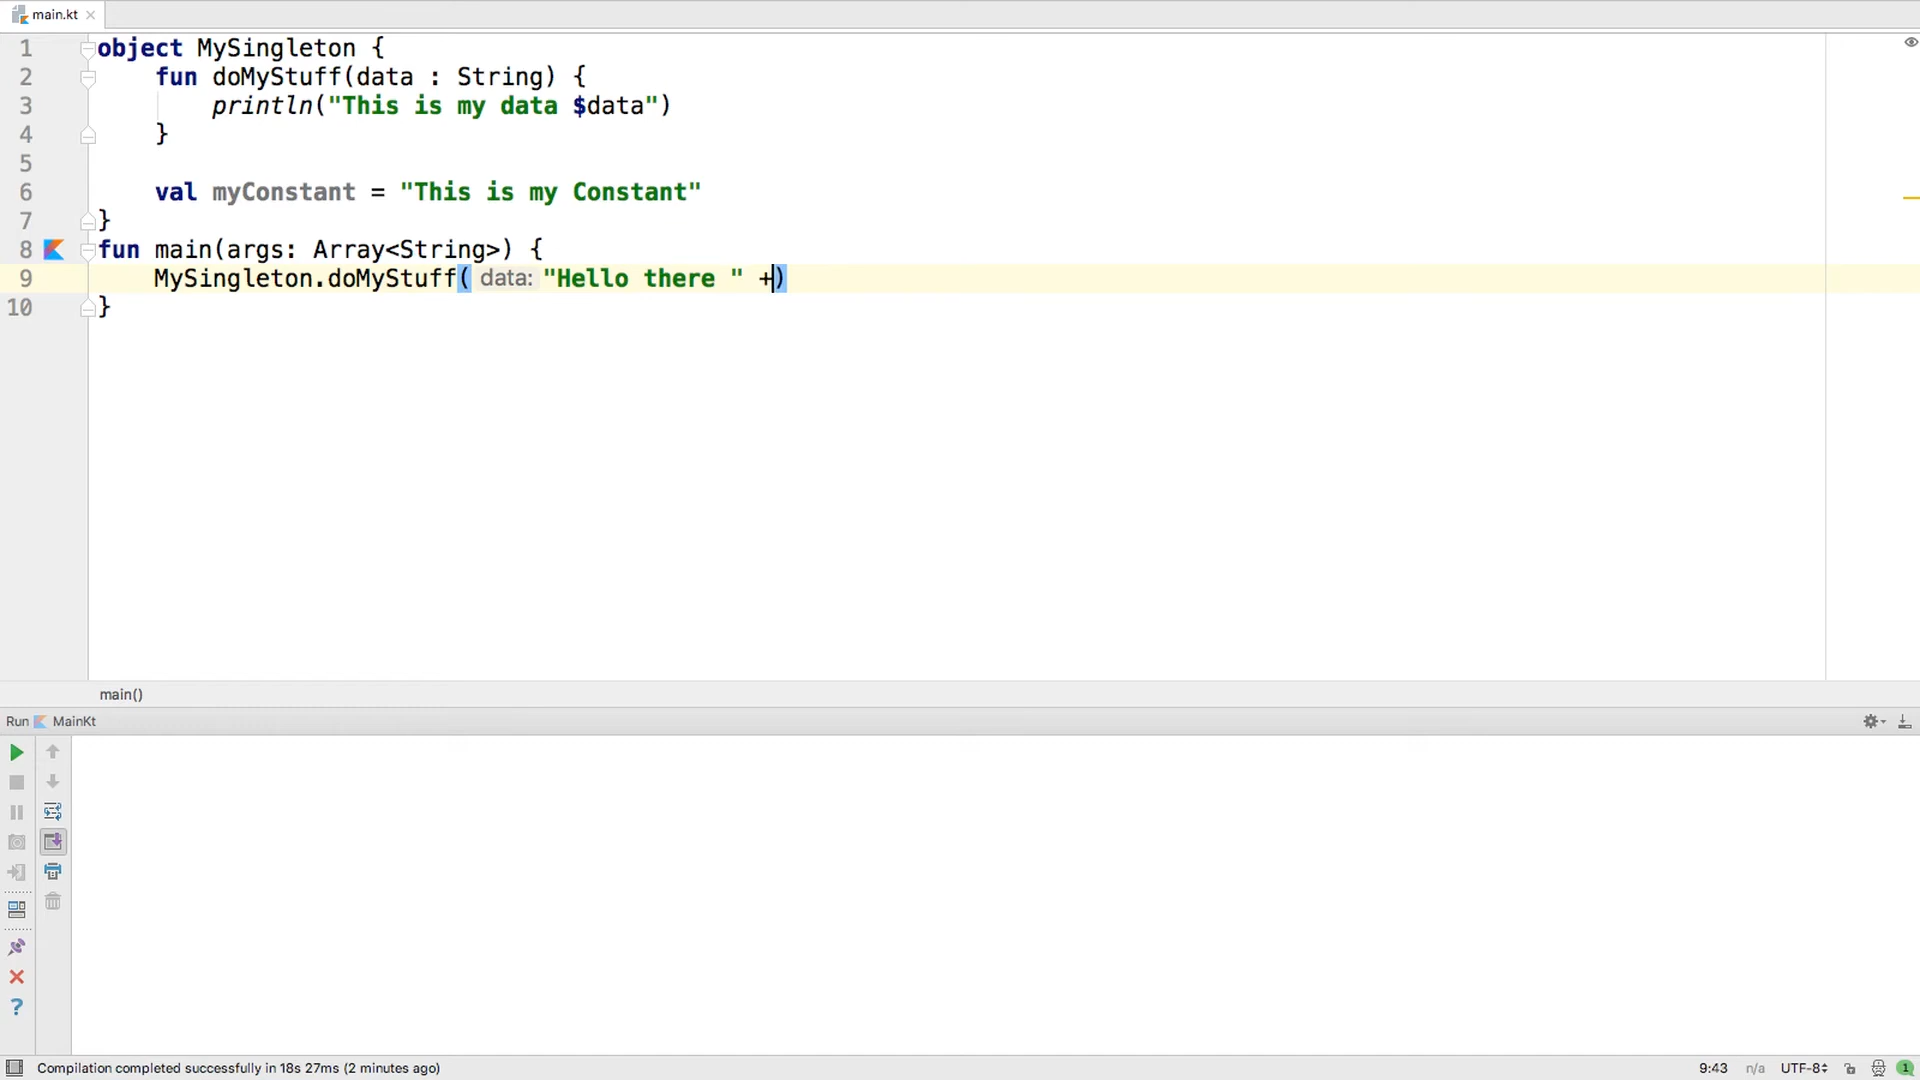 main.kt
1 object MySingleton {
2 fun doMyStuff(data : String) {
3 println("This is my data $data")
4 }
5
6 val myConstant = "This is my Constant"
7 }
8 fun main(args: Array<String>) {
9 MySingleton.doMyStuff( data: "Hello there " +)
10 }
main()
Run MainKt
?
Compilation completed successfully in 18s 27ms (2 minutes ago) 9:43 n/a UTF-8 1